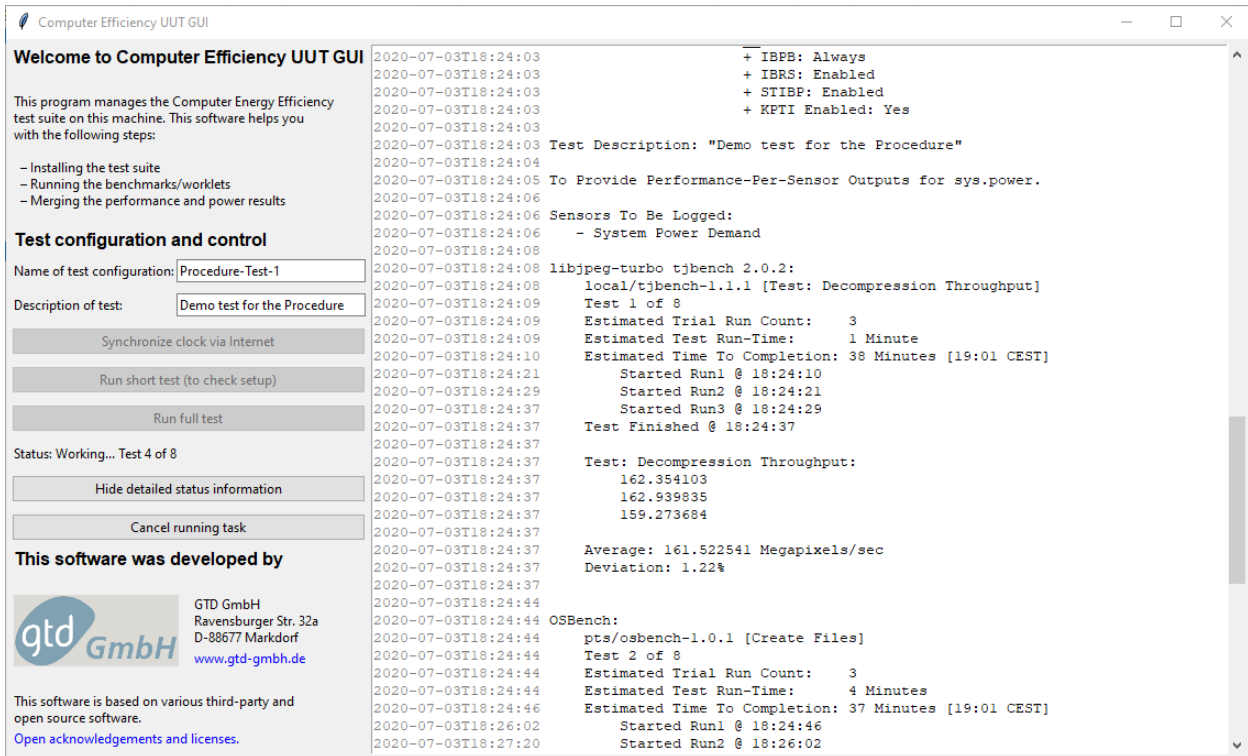 Computer Efficiency UUT GUI
Welcome to Computer Efficiency UUT GUI
This program manages the Computer Energy Efficiency
test suite on this machine. This software helps you
with the following steps:
– Installing the test suite
– Running the benchmarks/worklets
– Merging the performance and power results
Test configuration and control
Name of test configuration: Procedure-Test-1
Description of test: Demo test for the Procedure
Synchronize clock via Internet
Run short test (to check setup)
Run full test
Status: Working... Test 4 of 8
Hide detailed status information
Cancel running task
This software was developed by
gtd GmbH
GTD GmbH
Ravensburger Str. 32a
D-88677 Markdorf
www.gtd-gmbh.de
This software is based on various third-party and
open source software.
Open acknowledgements and licenses.
2020-07-03T18:24:03 + IBPB: Always
2020-07-03T18:24:03 + IBRS: Enabled
2020-07-03T18:24:03 + STIBP: Enabled
2020-07-03T18:24:03 + KPTI Enabled: Yes
2020-07-03T18:24:03
2020-07-03T18:24:03 Test Description: "Demo test for the Procedure"
2020-07-03T18:24:04
2020-07-03T18:24:05 To Provide Performance-Per-Sensor Outputs for sys.power.
2020-07-03T18:24:06
2020-07-03T18:24:06 Sensors To Be Logged:
2020-07-03T18:24:06 - System Power Demand
2020-07-03T18:24:08
2020-07-03T18:24:08 libjpeg-turbo tjbench 2.0.2:
2020-07-03T18:24:08 local/tjbench-1.1.1 [Test: Decompression Throughput]
2020-07-03T18:24:09 Test 1 of 8
2020-07-03T18:24:09 Estimated Trial Run Count: 3
2020-07-03T18:24:09 Estimated Test Run-Time: 1 Minute
2020-07-03T18:24:10 Estimated Time To Completion: 38 Minutes [19:01 CEST]
2020-07-03T18:24:21 Started Run1 @ 18:24:10
2020-07-03T18:24:29 Started Run2 @ 18:24:21
2020-07-03T18:24:37 Started Run3 @ 18:24:29
2020-07-03T18:24:37 Test Finished @ 18:24:37
2020-07-03T18:24:37
2020-07-03T18:24:37 Test: Decompression Throughput:
2020-07-03T18:24:37 162.354103
2020-07-03T18:24:37 162.939835
2020-07-03T18:24:37 159.273684
2020-07-03T18:24:37
2020-07-03T18:24:37 Average: 161.522541 Megapixels/sec
2020-07-03T18:24:37 Deviation: 1.22%
2020-07-03T18:24:37
2020-07-03T18:24:44
2020-07-03T18:24:44 OSBench:
2020-07-03T18:24:44 pts/osbench-1.0.1 [Create Files]
2020-07-03T18:24:44 Test 2 of 8
2020-07-03T18:24:44 Estimated Trial Run Count: 3
2020-07-03T18:24:44 Estimated Test Run-Time: 4 Minutes
2020-07-03T18:24:46 Estimated Time To Completion: 37 Minutes [19:01 CEST]
2020-07-03T18:26:02 Started Run1 @ 18:24:46
2020-07-03T18:27:20 Started Run2 @ 18:26:02